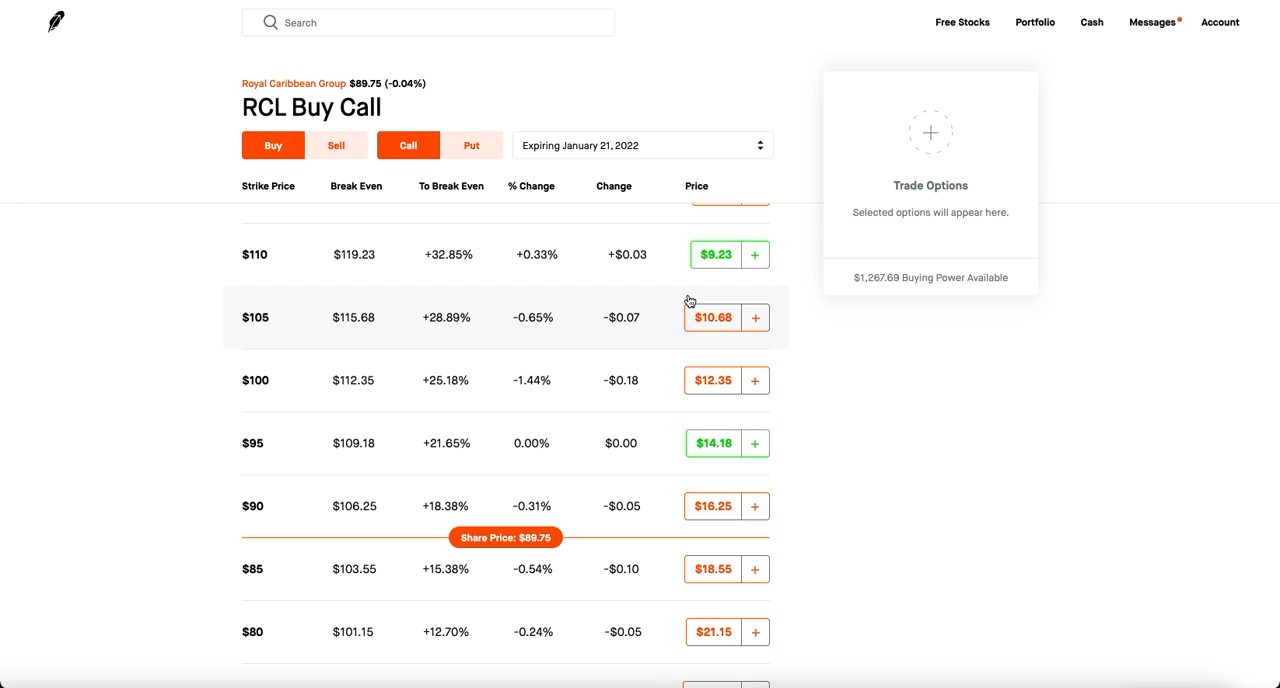 Search
Free Stocks Portfolio Cash Messages Account
Royal Caribbean Group $89.75 (-0.04%)
RCL Buy Call
Buy Sell Call Put Expiring January 21, 2022
Strike Price Break Even To Break Even % Change Change Price
$110 $119.23 +32.85% +0.33% +$0.03 $9.23 +
$105 $115.68 +28.89% -0.65% -$0.07 $10.68 +
$100 $112.35 +25.18% -1.44% -$0.18 $12.35 +
$95 $109.18 +21.65% 0.00% $0.00 $14.18 +
$90 $106.25 +18.38% -0.31% -$0.05 $16.25 +
Share Price: $89.75
$85 $103.55 +15.38% -0.54% -$0.10 $18.55 +
$80 $101.15 +12.70% -0.24% -$0.05 $21.15 +
Trade Options
Selected options will appear here.
$1,267.69 Buying Power Available